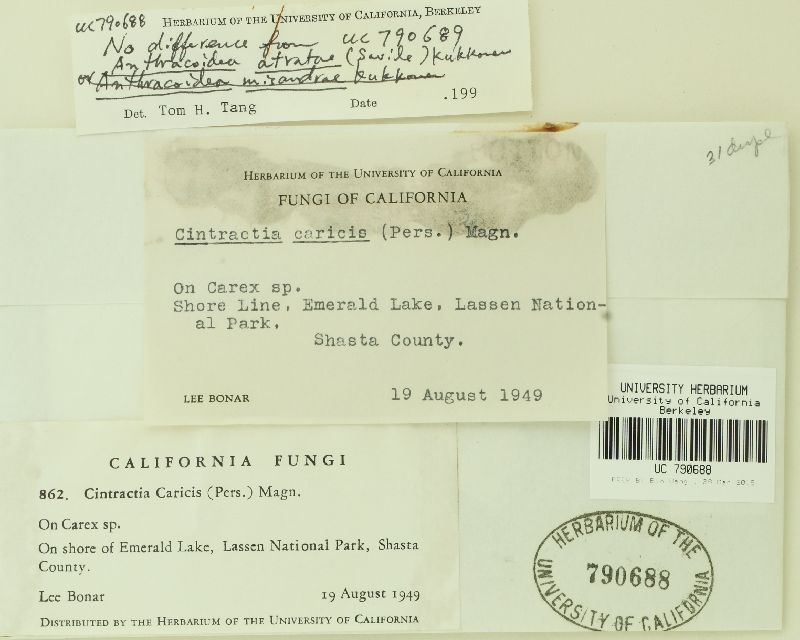 UC790688 HERBARIUM OF THE UNIVERSITY OF CALIFORNIA, BERKELEY
No difference from UC 790689
Anthracoidea atratae (Savile) Kukkonen
or Anthracoidea misandrae Kukkonen
Det. Tom H. Tang Date .199
31 dupl
HERBARIUM OF THE UNIVERSITY OF CALIFORNIA
FUNGI OF CALIFORNIA
Cintractia caricis (Pers.) Magn.
On Carex sp.
Shore Line, Emerald Lake, Lassen Nation-
al Park,
Shasta County.
LEE BONAR 19 August 1949
UNIVERSITY HERBARIUM
University of California
Berkeley
UC 790688
CALIFORNIA FUNGI
862. Cintractia Caricis (Pers.) Magn.
On Carex sp.
On shore of Emerald Lake, Lassen National Park, Shasta
County.
Lee Bonar 19 August 1949
DISTRIBUTED BY THE HERBARIUM OF THE UNIVERSITY OF CALIFORNIA
HERBARIUM OF THE
790688
UNIVERSITY OF CALIFORNIA